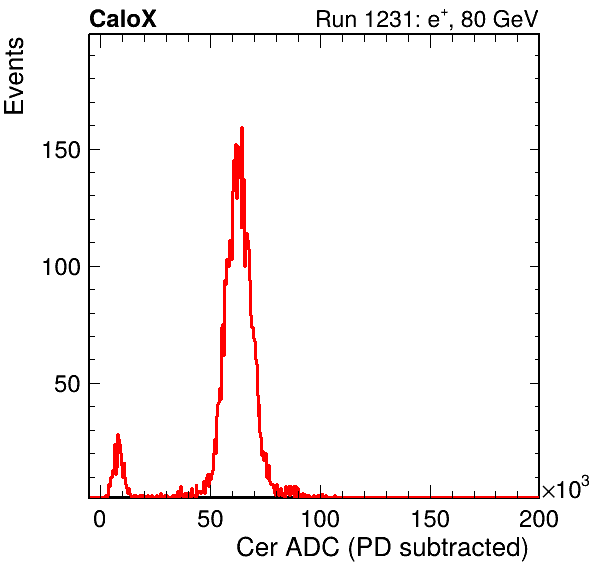 CaloX Run 1231: e⁺, 80 GeV
Events
150
100
50
0 50 100 150 200
×10³
Cer ADC (PD subtracted)